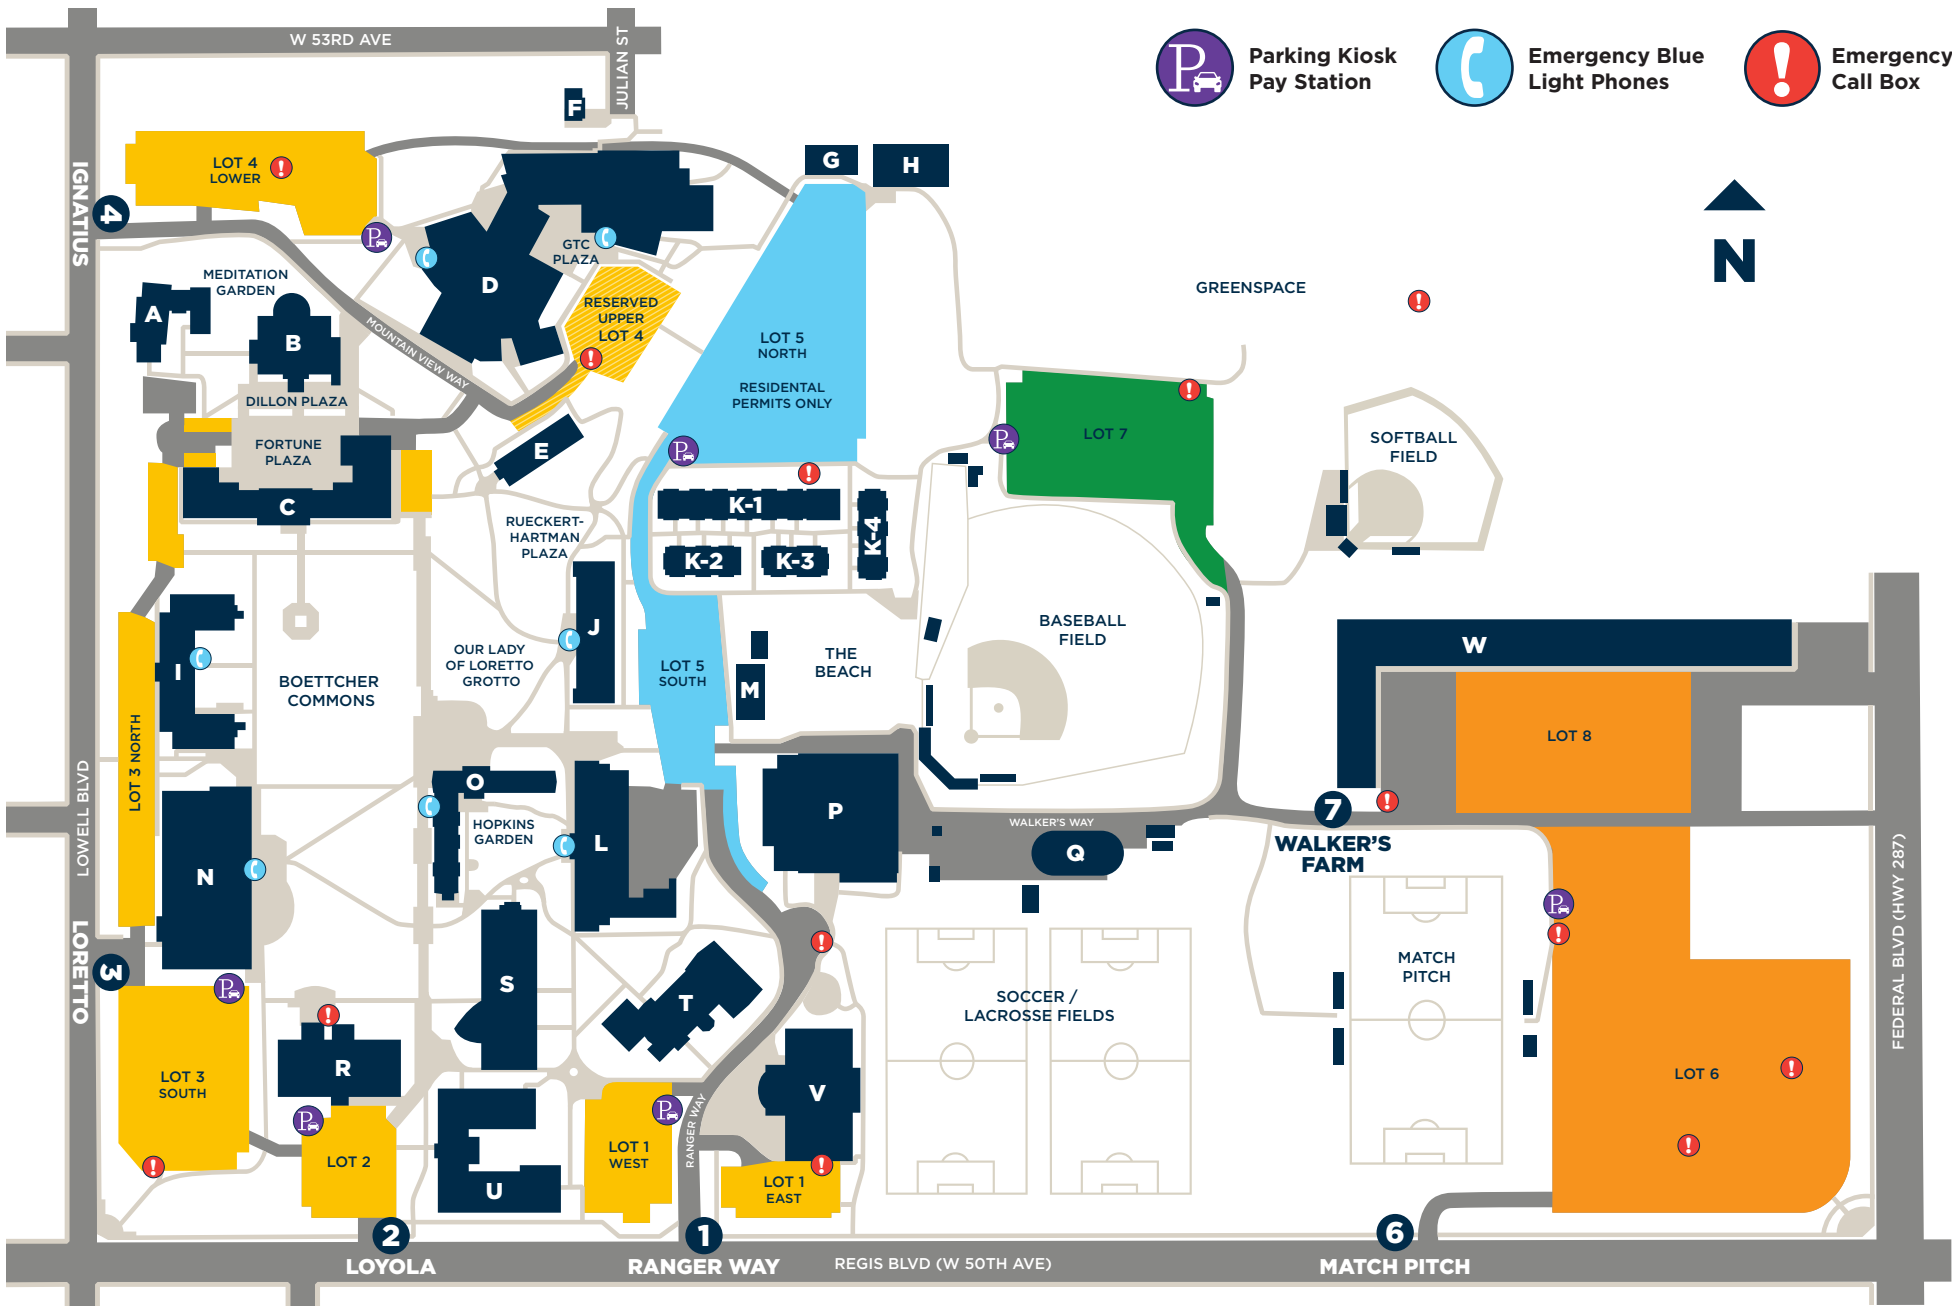 W 53RD AVE
JULIAN ST
Parking Kiosk
Pay Station
Emergency Blue
Light Phones
Emergency
Call Box
N
F
G
H
LOT 4
LOWER
IGNATIUS
4
GTC
PLAZA
D
MEDITATION
GARDEN
A
B
MOUNTAIN VIEW WAY
RESERVED
UPPER
LOT 4
LOT 5
NORTH
RESIDENTAL
PERMITS ONLY
GREENSPACE
DILLON PLAZA
FORTUNE
PLAZA
C
E
LOT 7
SOFTBALL
FIELD
RUECKERT-
HARTMAN
PLAZA
K-1
K-2
K-3
K-4
I
J
OUR LADY
OF LORETTO
GROTTO
BOETTCHER
COMMONS
LOT 5
SOUTH
M
THE
BEACH
BASEBALL
FIELD
W
LOT 8
LOT 3 NORTH
LOWELL BLVD
O
HOPKINS
GARDEN
L
P
WALKER'S WAY
Q
7
WALKER'S
FARM
FEDERAL BLVD (HWY 287)
N
LORETTO
3
S
T
SOCCER /
LACROSSE FIELDS
MATCH
PITCH
LOT 6
LOT 3
SOUTH
R
V
LOT 2
U
LOT 1
WEST
RANGER WAY
LOT 1
EAST
2
LOYOLA
1
RANGER WAY
REGIS BLVD (W 50TH AVE)
6
MATCH PITCH